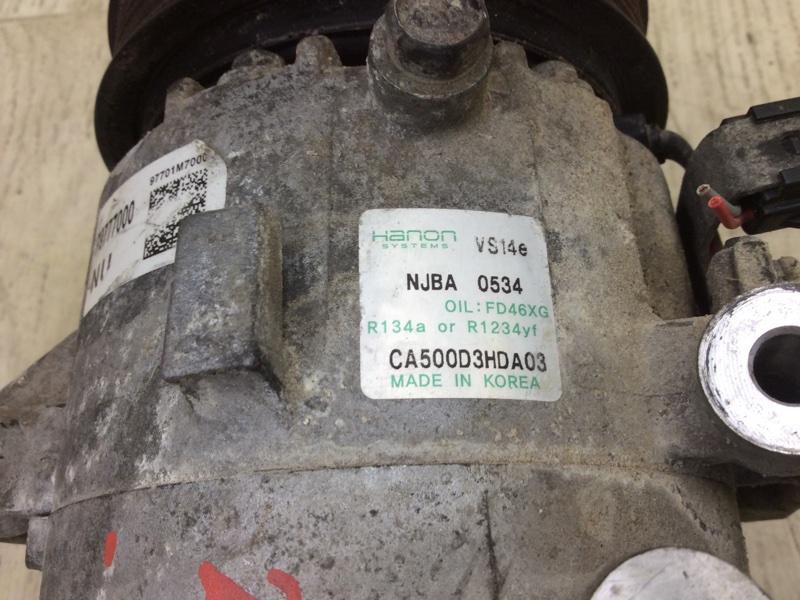 97701M7000
Hanon
SYSTEMS
VS14e
NJBA 0534
OIL: FD46XG
R134a or R1234yf
CA500D3HDA03
MADE IN KOREA